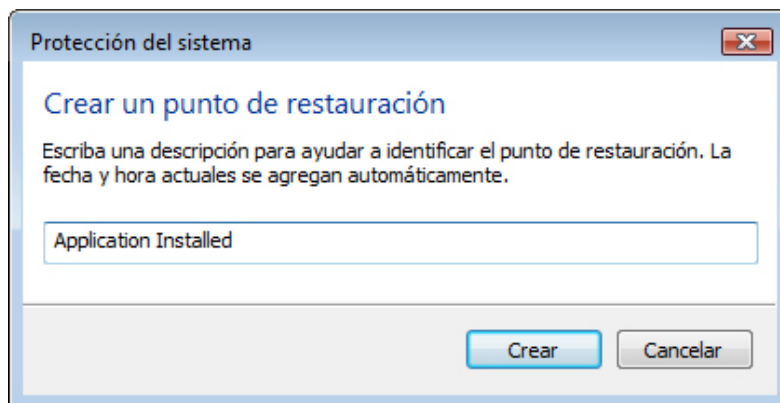 Protección del sistema
Crear un punto de restauración
Escriba una descripción para ayudar a identificar el punto de restauración. La
fecha y hora actuales se agregan automáticamente.
Application Installed
Crear
Cancelar